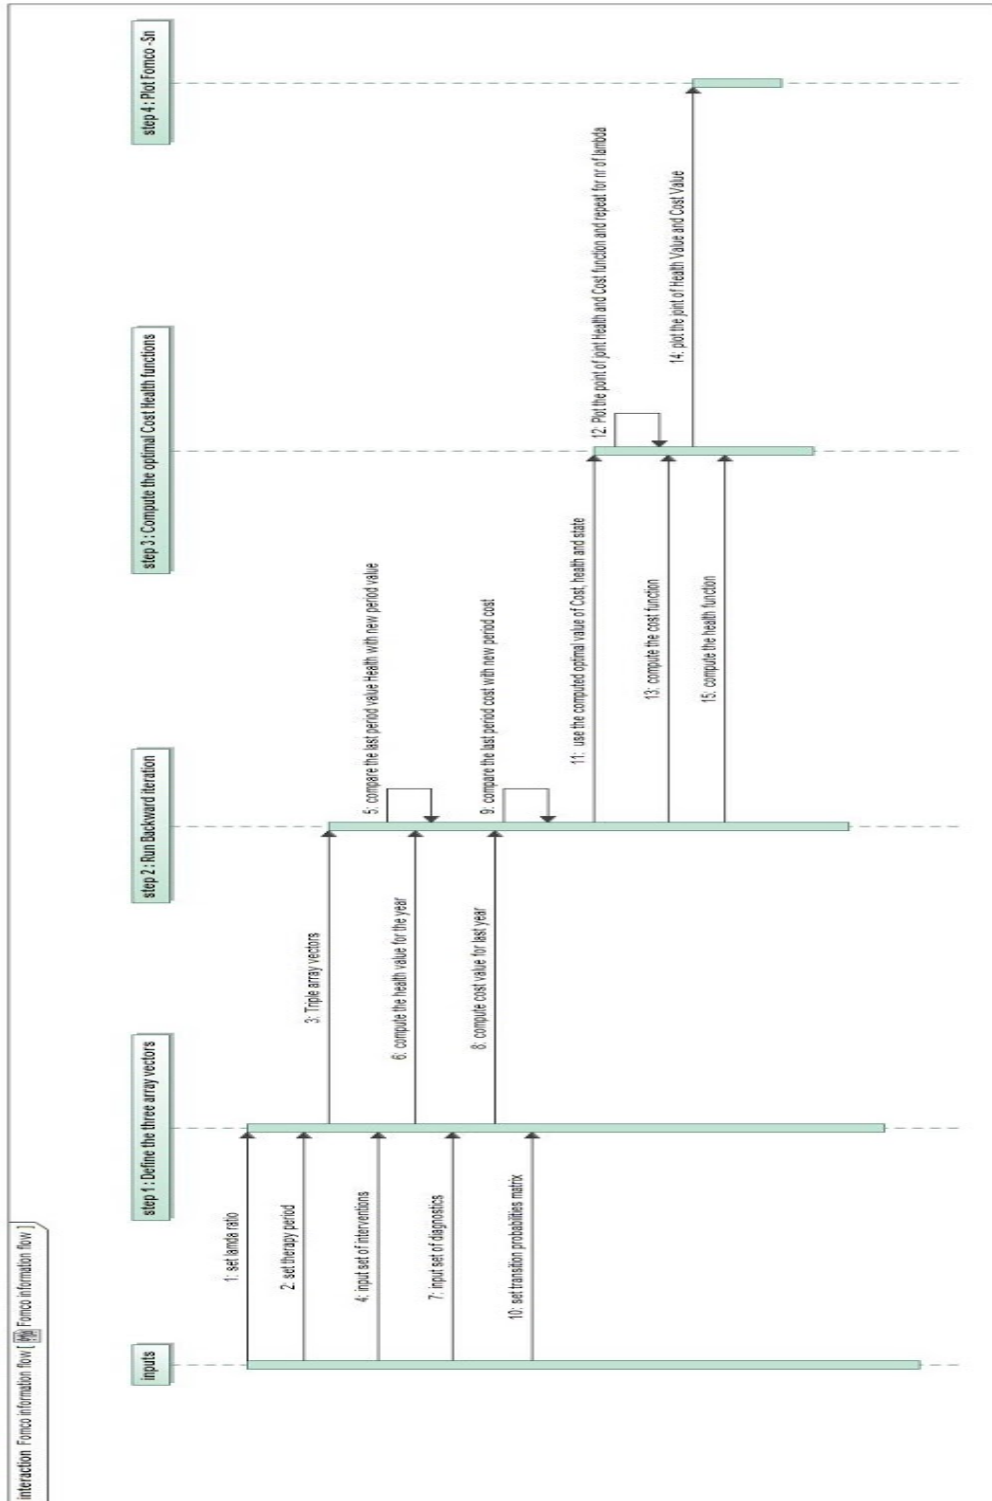 interaction Fomco information flow [ Fomco information flow ]
inputs
step 1 : Define the three array vectors
step 2 : Run Backward iteration
step 3 : Compute the optimal Cost Health functions
step 4 : Plot Fomco -Sn
1: set lamda ratio
2: set therapy period
3: Triple array vectors
4: input set of interventions
5: compare the last period value Health with new period value
6: compute the health value for the year
7: input set of diagnostics
8: compute cost value for last year
9: compare the last period cost with new period cost
10: set transition probabilities matrix
11: use the computed optimal value of Cost, health and state
12: Plot the point of joint Health and Cost function and repeat for nr of lambda
13: compute the cost function
14: plot the joint of Health Value and Cost Value
15: compute the health function